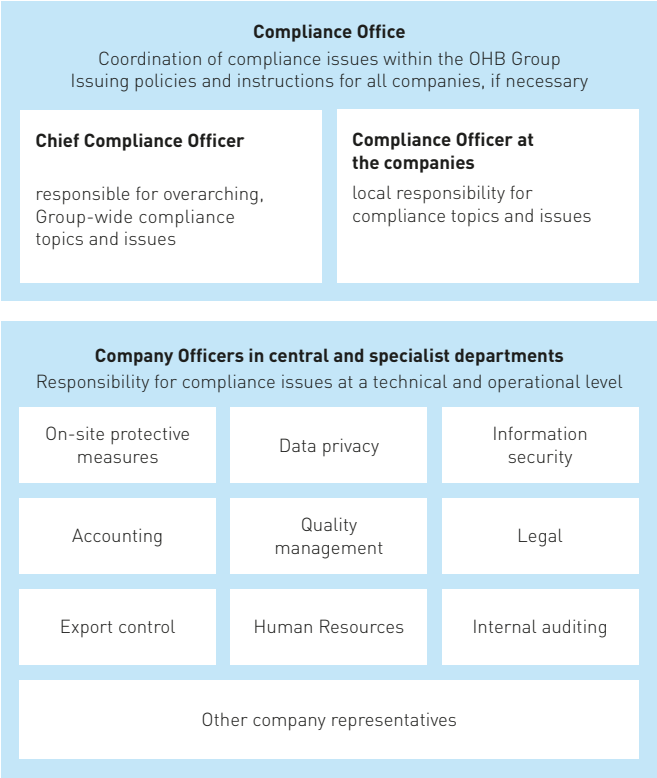 Compliance Office
Coordination of compliance issues within the OHB Group
Issuing policies and instructions for all companies, if necessary
Chief Compliance Officer
responsible for overarching,
Group-wide compliance
topics and issues
Compliance Officer at
the companies
local responsibility for
compliance topics and issues
Company Officers in central and specialist departments
Responsibility for compliance issues at a technical and operational level
On-site protective
measures
Data privacy
Information
security
Accounting
Quality
management
Legal
Export control
Human Resources
Internal auditing
Other company representatives